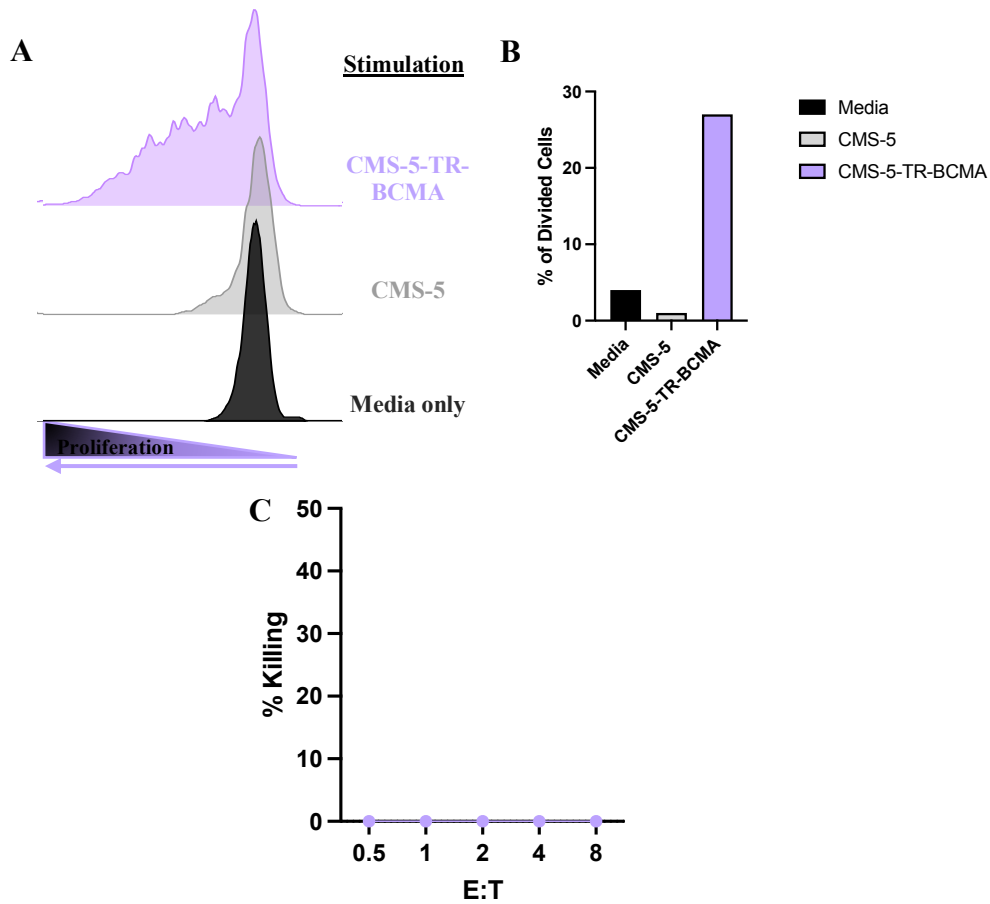 A
Stimulation
CMS-5-TR-
BCMA
CMS-5
Media only
Proliferation
B
% of Divided Cells
30
20
10
0
Media
CMS-5
CMS-5-TR-BCMA
Media
CMS-5
CMS-5-TR-BCMA
C
% Killing
50
40
30
20
10
0
0.5 1 2 4 8
E:T